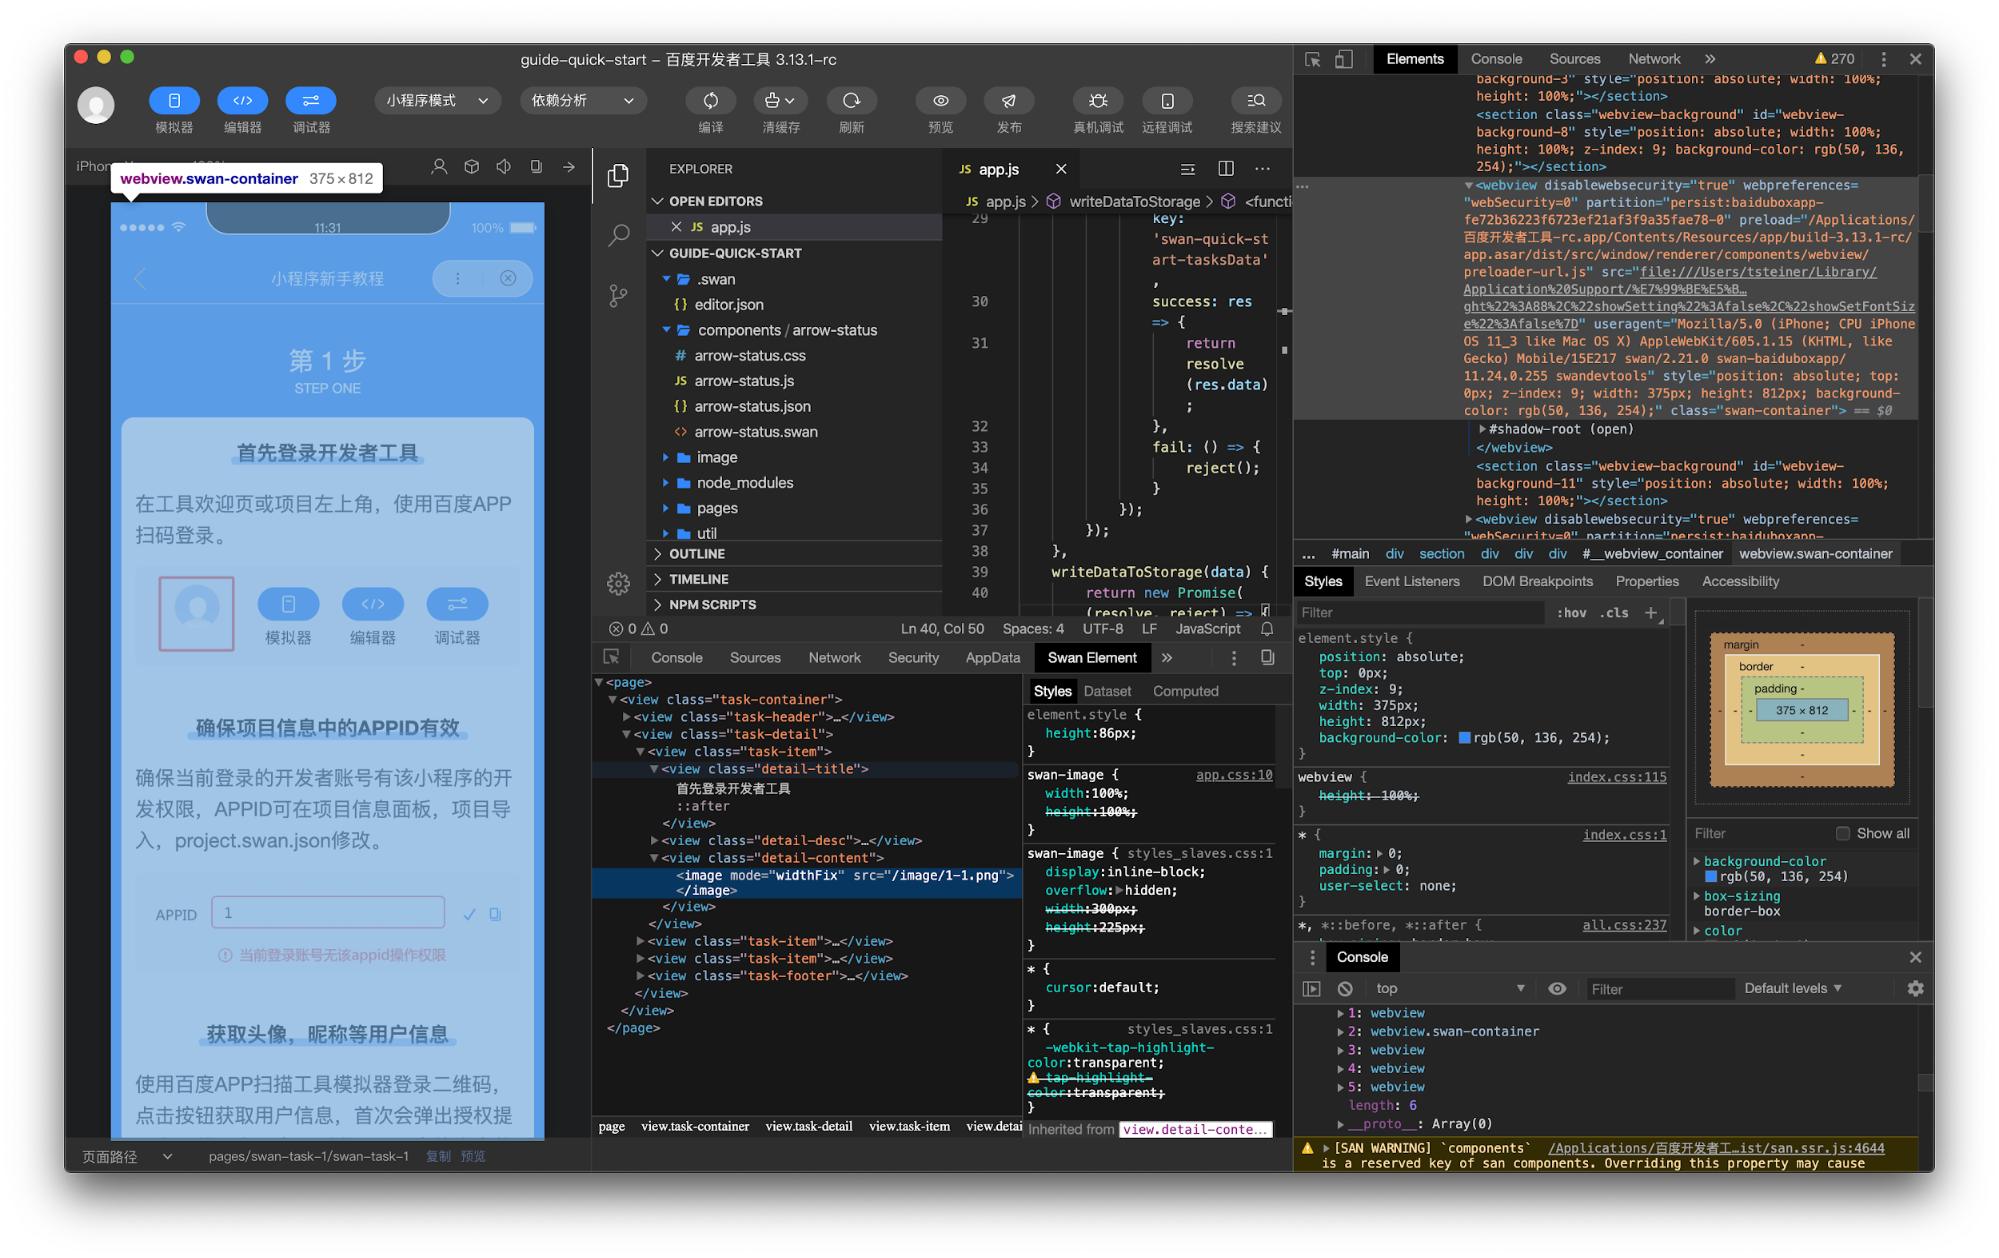 guide-quick-start – 百度开发者工具 3.13.1-rc
模拟器
编辑器
调试器
小程序模式
依赖分析
编译
清缓存
刷新
预览
发布
真机调试
远程调试
搜索建议
webview.swan-container 375 × 812
11:31
100%
小程序新手教程
第 1 步
STEP ONE
首先登录开发者工具
在工具欢迎页或项目左上角，使用百度APP
扫码登录。
模拟器
编辑器
调试器
确保项目信息中的APPID有效
确保当前登录的开发者账号有该小程序的开
发权限，APPID可在项目信息面板，项目导
入，project.swan.json修改。
APPID 1
当前登录账号无该appid操作权限
获取头像，昵称等用户信息
使用百度APP扫描工具模拟器登录二维码，
点击按钮获取用户信息，首次会弹出授权提
页面路径 pages/swan-task-1/swan-task-1 复制 预览
EXPLORER
OPEN EDITORS
JS app.js
GUIDE-QUICK-START
.swan
{} editor.json
components / arrow-status
# arrow-status.css
JS arrow-status.js
{} arrow-status.json
<> arrow-status.swan
image
node_modules
pages
util
OUTLINE
TIMELINE
NPM SCRIPTS
JS app.js
JS app.js > writeDataToStorage > <functi
29 key:
'swan-quick-st
art-tasksData'
,
30 success: res
=> {
31 return
resolve
(res.data)
;
32 },
33 fail: () => {
34 reject();
35 }
36 });
37 });
38 },
39 writeDataToStorage(data) {
40 return new Promise(
(resolve, reject) => {
0 0
Ln 40, Col 50 Spaces: 4 UTF-8 LF JavaScript
Console Sources Network Security AppData Swan Element »
<page>
<view class="task-container">
<view class="task-header">…</view>
<view class="task-detail">
<view class="task-item">
<view class="detail-title">
首先登录开发者工具
::after
</view>
<view class="detail-desc">…</view>
<view class="detail-content">
<image mode="widthFix" src="/image/1-1.png">
</image>
</view>
</view>
<view class="task-item">…</view>
<view class="task-item">…</view>
<view class="task-footer">…</view>
</view>
</view>
</page>
page view.task-container view.task-detail view.task-item view.detai
Styles Dataset Computed
element.style {
height:86px;
}
swan-image { app.css:10
width:100%;
height:100%;
}
swan-image { styles_slaves.css:1
display:inline-block;
overflow:hidden;
width:300px;
height:225px;
}
* {
cursor:default;
}
* { styles_slaves.css:1
-webkit-tap-highlight-
color:transparent;
tap-highlight-
color:transparent;
}
Inherited from view.detail-conte...
Elements Console Sources Network » 270
background-3" style="position: absolute; width: 100%;
height: 100%;"></section>
<section class="webview-background" id="webview-
background-8" style="position: absolute; width: 100%;
height: 100%; z-index: 9; background-color: rgb(50, 136,
254);"></section>
<webview disablewebsecurity="true" webpreferences=
"webSecurity=0" partition="persist:baiduboxapp-
fe72b36223f6723ef21af3f9a35fae78-0" preload="/Applications/
百度开发者工具-rc.app/Contents/Resources/app/build-3.13.1-rc/
app.asar/dist/src/window/renderer/components/webview/
preloader-url.js" src="file:///Users/tsteiner/Library/
Application%20Support/%E7%99%BE%E5%B…
ght%22%3A88%2C%22showSetting%22%3Afalse%2C%22showSetFontSiz
e%22%3Afalse%7D" useragent="Mozilla/5.0 (iPhone; CPU iPhone
OS 11_3 like Mac OS X) AppleWebKit/605.1.15 (KHTML, like
Gecko) Mobile/15E217 swan/2.21.0 swan-baiduboxapp/
11.24.0.255 swandevtools" style="position: absolute; top:
0px; z-index: 9; width: 375px; height: 812px; background-
color: rgb(50, 136, 254);" class="swan-container"> == $0
#shadow-root (open)
</webview>
<section class="webview-background" id="webview-
background-11" style="position: absolute; width: 100%;
height: 100%;"></section>
<webview disablewebsecurity="true" webpreferences=
"webSecurity=0" partition="persist:baiduboxapp-
... #main div section div div div #__webview_container webview.swan-container
Styles Event Listeners DOM Breakpoints Properties Accessibility
Filter :hov .cls +
element.style {
position: absolute;
top: 0px;
z-index: 9;
width: 375px;
height: 812px;
background-color: rgb(50, 136, 254);
}
webview { index.css:115
height: 100%;
}
* { index.css:1
margin: 0;
padding: 0;
user-select: none;
}
*, *::before, *::after { all.css:237
margin -
border -
padding -
375 × 812
Filter Show all
background-color
rgb(50, 136, 254)
box-sizing
border-box
color
Console
top Filter Default levels
1: webview
2: webview.swan-container
3: webview
4: webview
5: webview
length: 6
__proto__: Array(0)
[SAN WARNING] `components` /Applications/百度开发者工…ist/san.ssr.js:4644
is a reserved key of san components. Overriding this property may cause